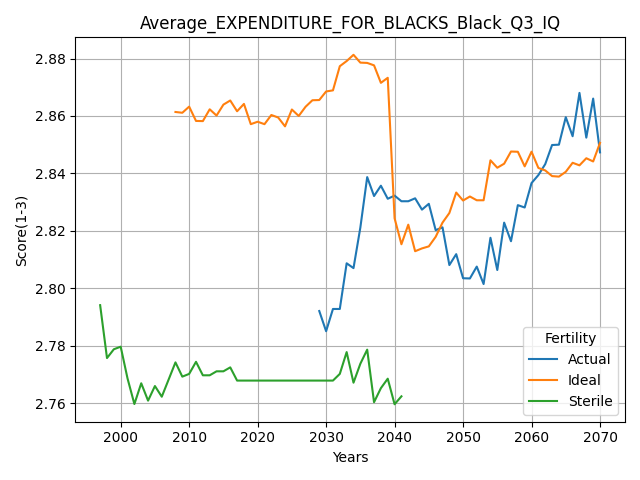 Average_EXPENDITURE_FOR_BLACKS_Black_Q3_IQ
Score(1-3)
2.88
2.86
2.84
2.82
2.80
2.78
2.76
Fertility
Actual
Ideal
Sterile
2000 2010 2020 2030 2040 2050 2060 2070
Years